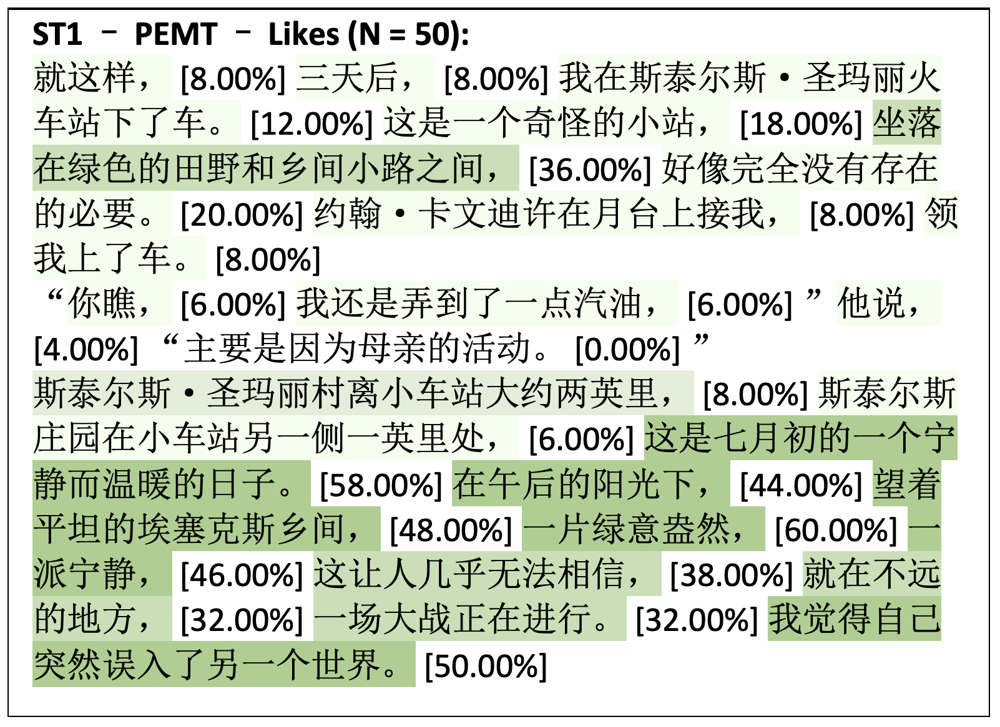 ST1 – PEMT – Likes (N = 50):
就这样， [8.00%] 三天后， [8.00%] 我在斯泰尔斯•圣玛丽火
车站下了车。 [12.00%] 这是一个奇怪的小站， [18.00%] 坐落
在绿色的田野和乡间小路之间， [36.00%] 好像完全没有存在
的必要。 [20.00%] 约翰•卡文迪许在月台上接我， [8.00%] 领
我上了车。 [8.00%]
“你瞧， [6.00%] 我还是弄到了一点汽油， [6.00%] ”他说，
[4.00%] “主要是因为母亲的活动。 [0.00%] ”
斯泰尔斯•圣玛丽村离小车站大约两英里， [8.00%] 斯泰尔斯
庄园在小车站另一侧一英里处， [6.00%] 这是七月初的一个宁
静而温暖的日子。 [58.00%] 在午后的阳光下， [44.00%] 望着
平坦的埃塞克斯乡间， [48.00%] 一片绿意盎然， [60.00%] 一
派宁静， [46.00%] 这让人几乎无法相信， [38.00%] 就在不远
的地方， [32.00%] 一场大战正在进行。 [32.00%] 我觉得自己
突然误入了另一个世界。 [50.00%]